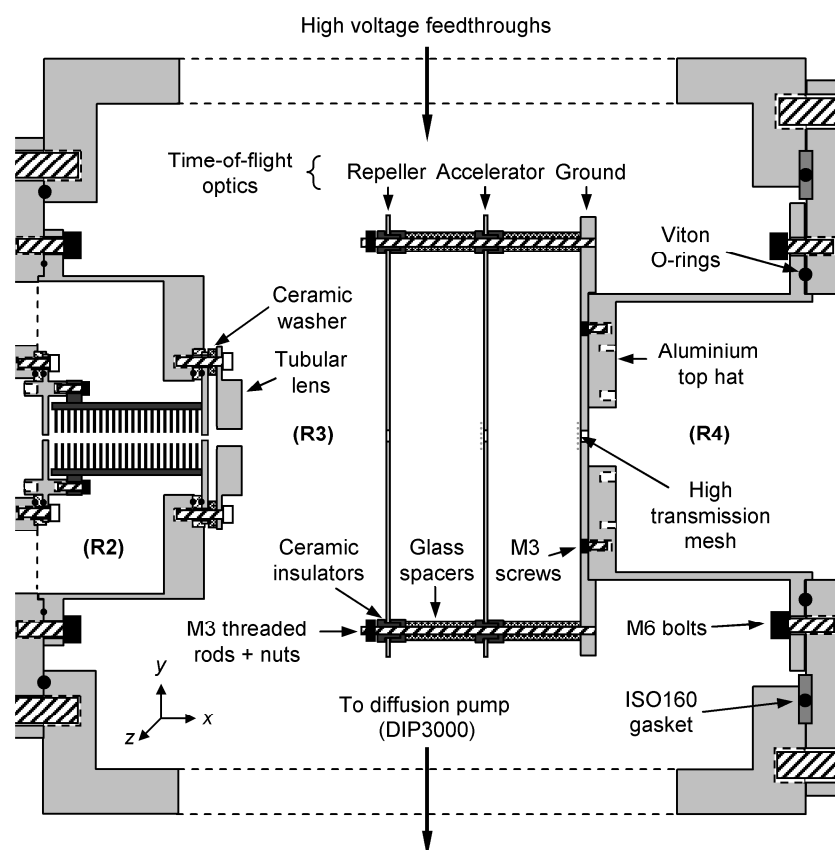 High voltage feedthroughs
Time-of-flight
optics
{
Repeller
Accelerator
Ground
Viton
O-rings
Ceramic
washer
Tubular
lens
Aluminium
top hat
(R3)
(R4)
High
transmission
mesh
(R2)
Ceramic
insulators
Glass
spacers
M3
screws
M3 threaded
rods + nuts
M6 bolts
y
x
z
To diffusion pump
(DIP3000)
ISO160
gasket